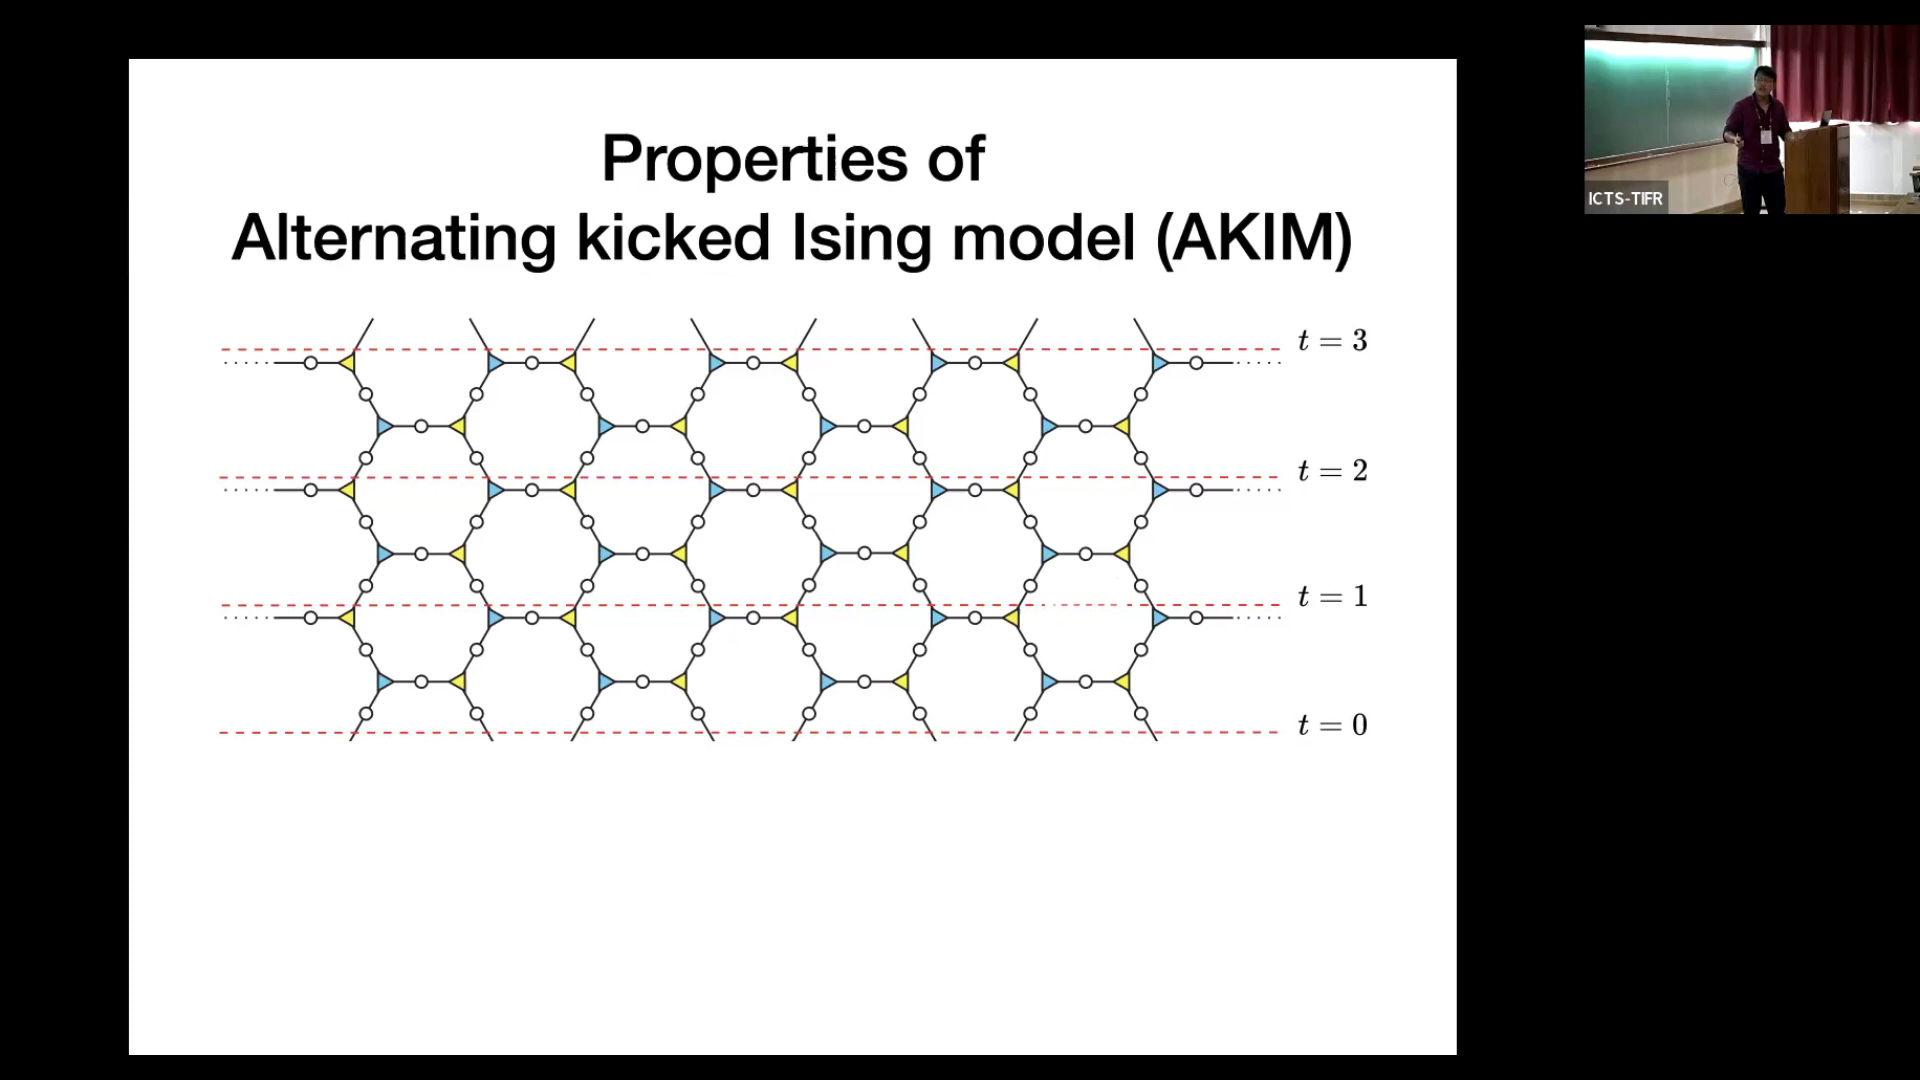 Properties of
Alternating kicked Ising model (AKIM)
t = 3
t = 2
t = 1
t = 0
ICTS-TIFR